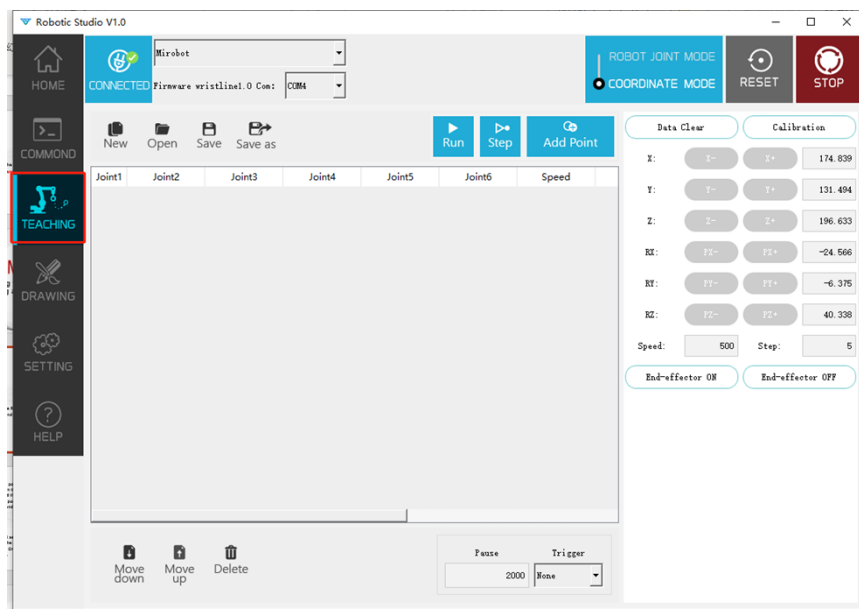 Robotic Studio V1.0
HOME
COMMOND
TEACHING
DRAWING
SETTING
HELP
CONNECTED
Mirobot
Firmware wristline1.0 Com:
COM4
ROBOT JOINT MODE
COORDINATE MODE
RESET
STOP
New
Open
Save
Save as
Run
Step
Add Point
Joint1 Joint2 Joint3 Joint4 Joint5 Joint6 Speed
Data Clear
Calibration
X: X- X+ 174.839
Y: Y- Y+ 131.494
Z: Z- Z+ 196.633
RX: PX- PX+ -24.566
RY: PY- PY+ -6.375
RZ: PZ- PZ+ 40.338
Speed: 500 Step: 5
End-effector ON
End-effector OFF
Move down
Move up
Delete
Pause
Trigger
2000
None